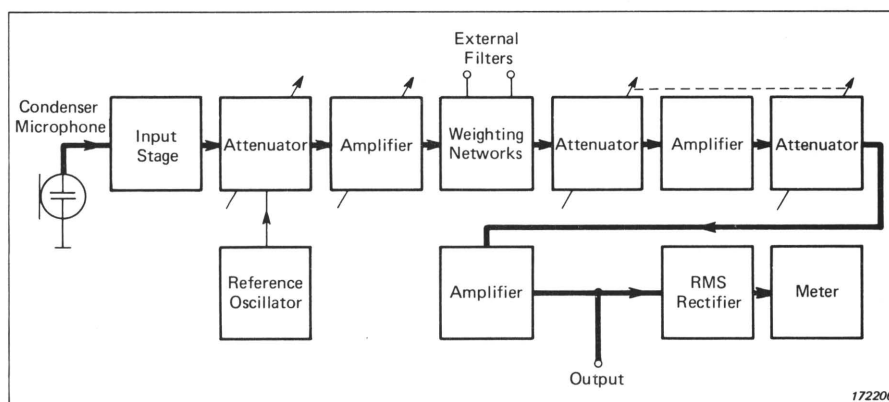 External
Filters
Condenser
Microphone
Input
Stage
Attenuator
Amplifier
Weighting
Networks
Attenuator
Amplifier
Attenuator
Reference
Oscillator
Amplifier
RMS
Rectifier
Meter
Output